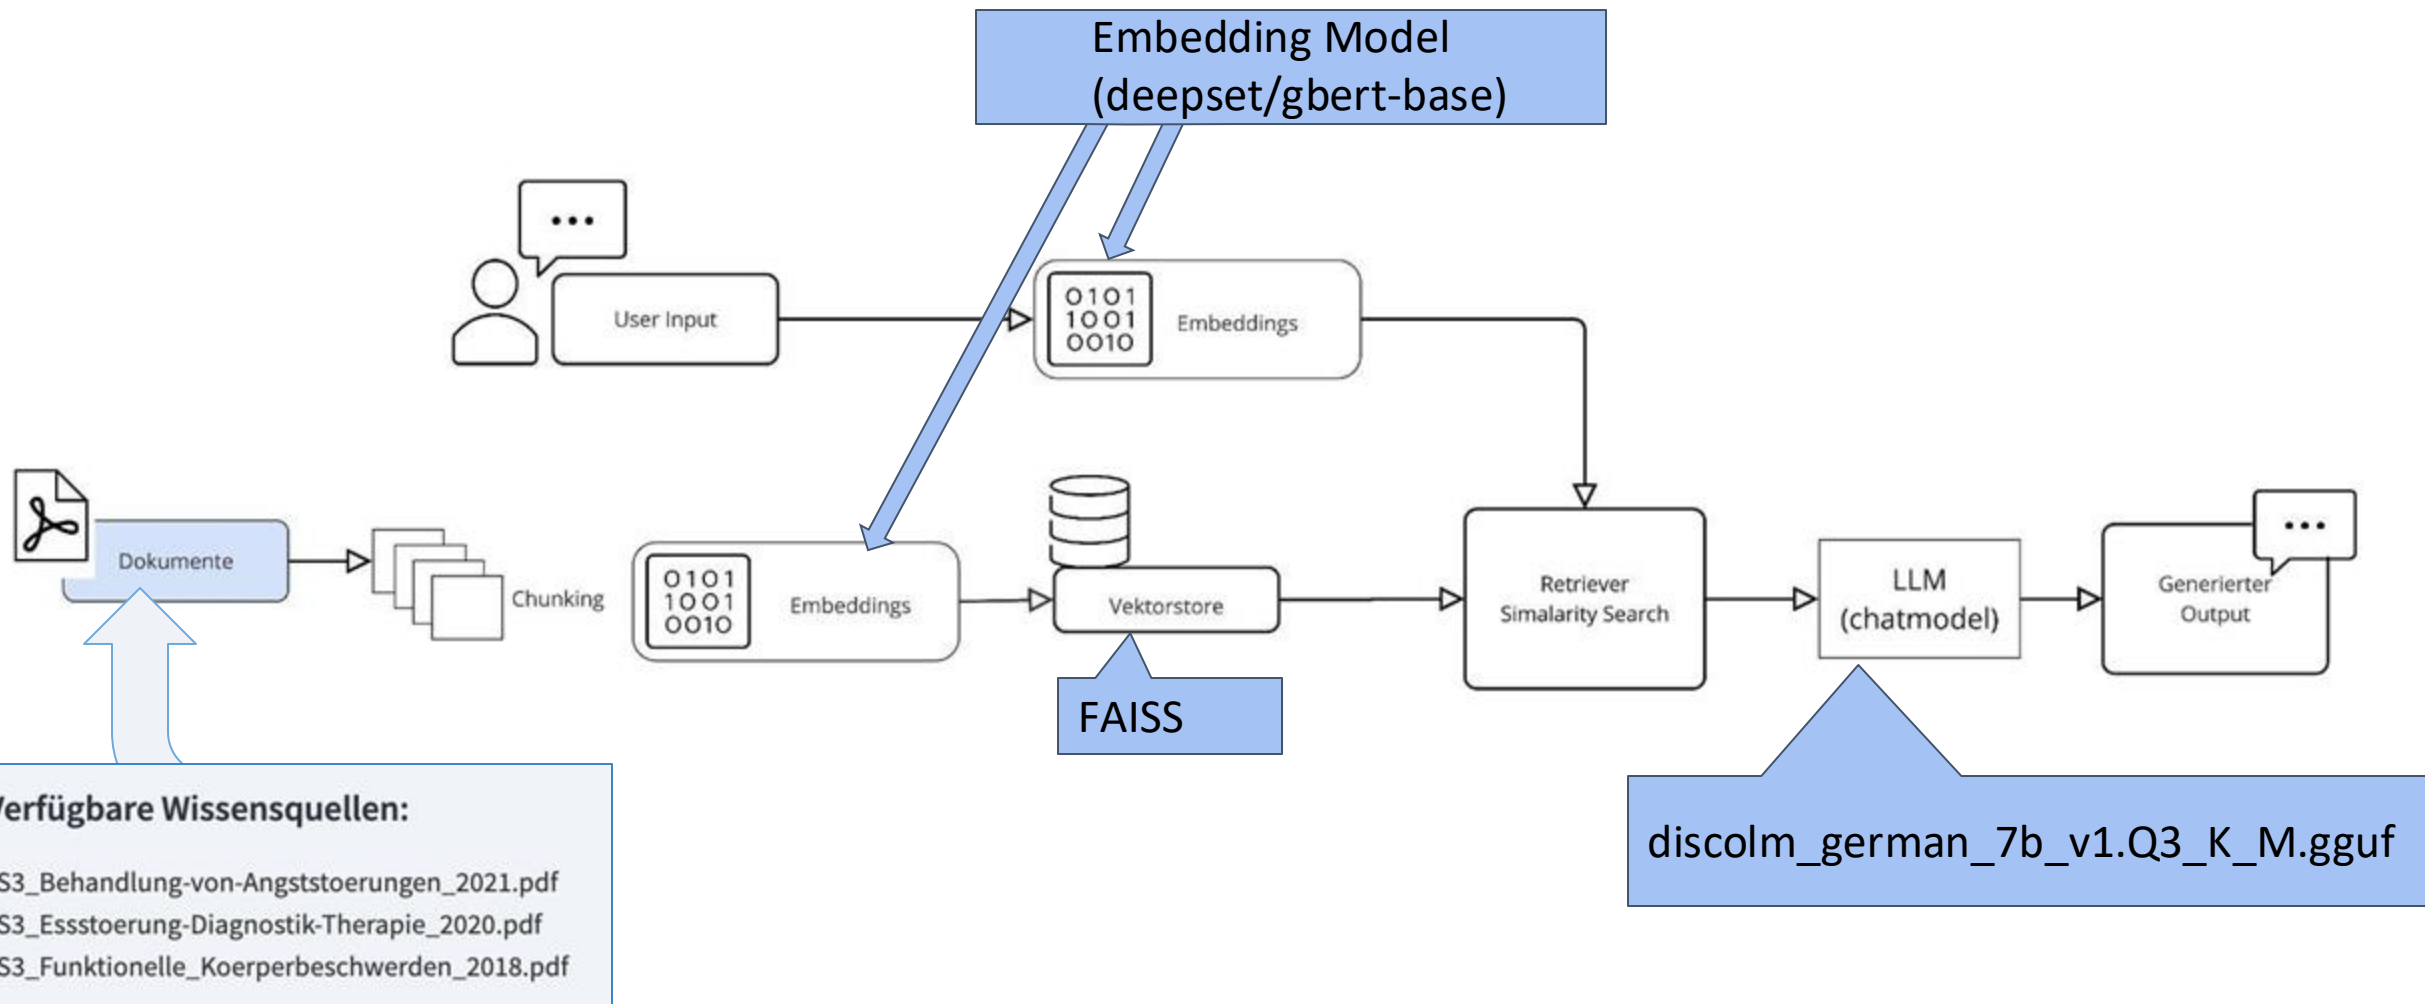 Embedding Model
(deepset/gbert-base)
User Input
0101
1001
0010
Embeddings
Dokumente
Chunking
0101
1001
0010
Embeddings
Vektorstore
Retriever
Simalarity Search
LLM
(chatmodel)
Generierter
Output
FAISS
discolm_german_7b_v1.Q3_K_M.gguf
Verfügbare Wissensquellen:
S3_Behandlung-von-Angststoerungen_2021.pdf
S3_Essstoerung-Diagnostik-Therapie_2020.pdf
S3_Funktionelle_Koerperbeschwerden_2018.pdf